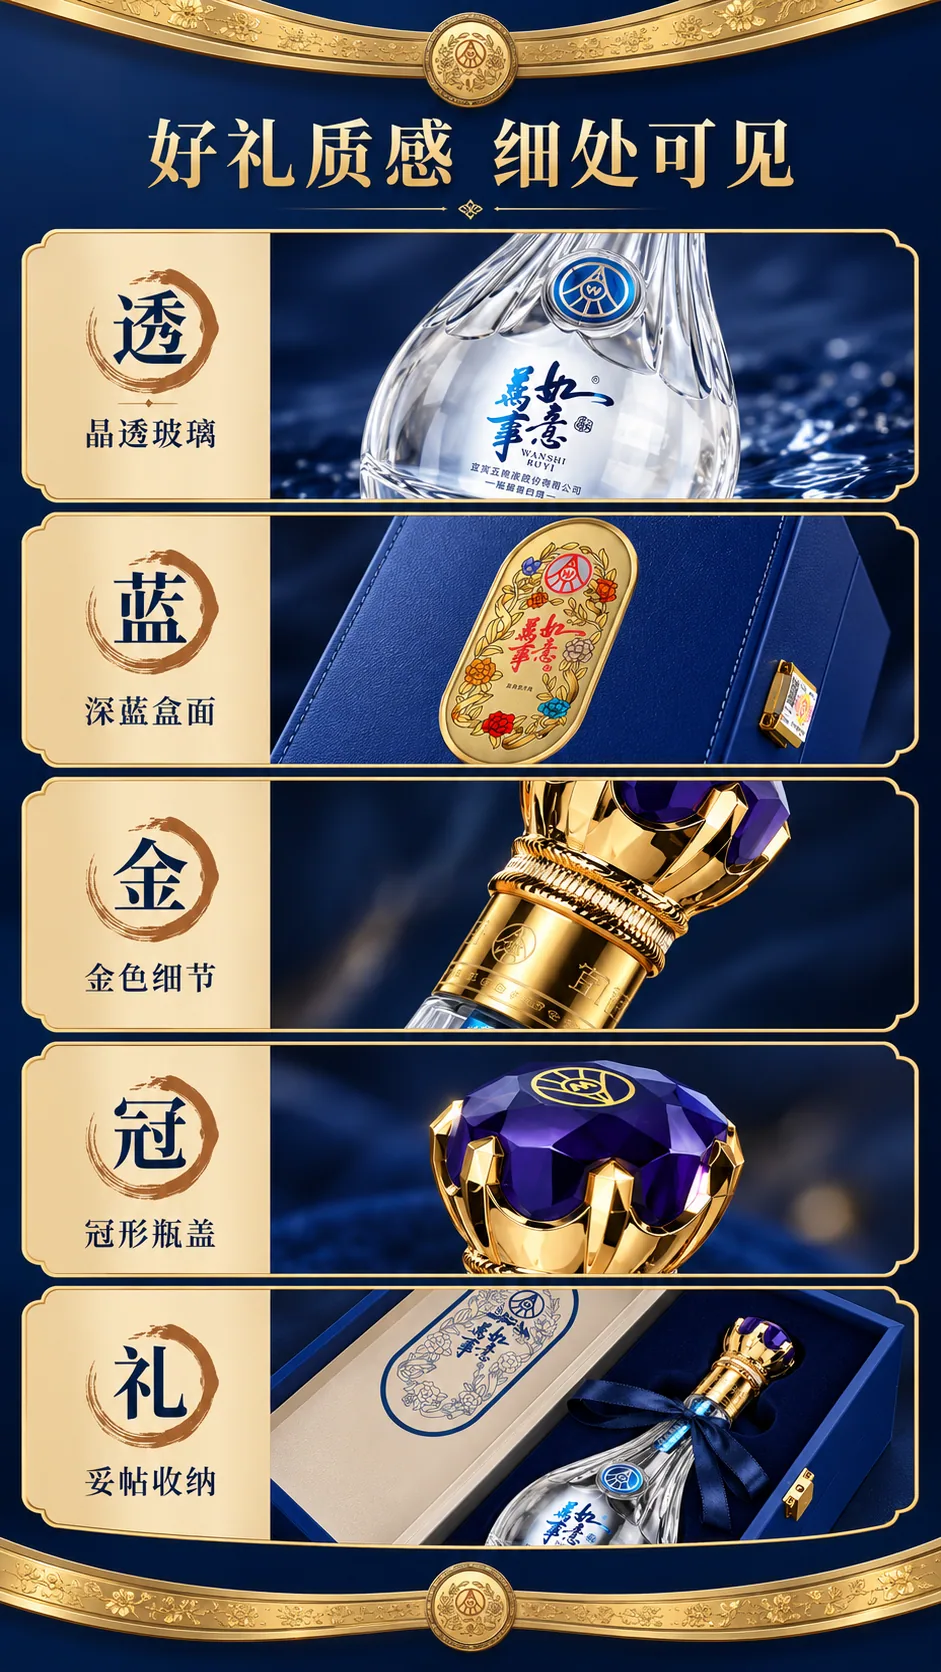 好礼质感 细处可见
透
晶透玻璃
萬事如意
®
WANSHI
RUYI
蓝
深蓝盒面
萬事如意
金
金色细节
宜
冠
冠形瓶盖
礼
妥帖收纳
萬事如意
萬事如意